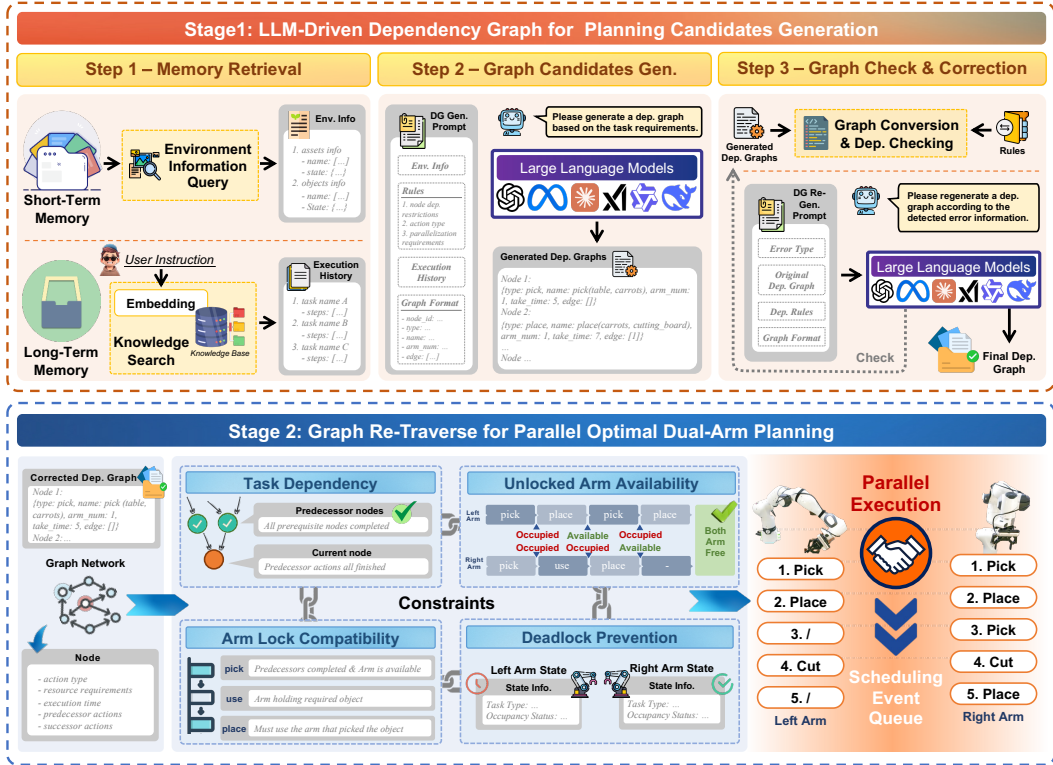 Stage1: LLM-Driven Dependency Graph for Planning Candidates Generation
Step 1 – Memory Retrieval
Short-Term
Memory
Environment
Information
Query
Env. Info
1. assets info
- name: [...]
- state: {...}
2. objects info
- name: [...]
- State: {...}
User Instruction
Long-Term
Memory
Embedding
Knowledge
Search
Knowledge Base
Execution
History
1. task name A
- steps: [...]
2. task name B
- steps: [...]
3. task name C
- steps: [...]
Step 2 – Graph Candidates Gen.
DG Gen.
Prompt
Env. Info
Rules
1. node dep.
restrictions
2. action type
3. parallelization
requirements
Execution
History
Graph Format
- node_id: ...
- type: ...
- name: ...
- arm_num: ...
- edge: [...]
Please generate a dep. graph
based on the task requirements.
Large Language Models
Generated Dep. Graphs
Node 1:
{type: pick, name: pick(table, carrots), arm_num:
1, take_time: 5, edge: []}
Node 2:
{type: place, name: place(carrots, cutting_board),
arm_num: 1, take_time: 7, edge: [1]}
...
Node ...
Step 3 – Graph Check & Correction
Generated
Dep. Graphs
Graph Conversion
& Dep. Checking
Rules
DG Re-
Gen.
Prompt
Error Type
Original
Dep. Graph
Dep. Rules
Graph Format
Please regenerate a dep.
graph according to the
detected error information.
Large Language Models
Check
Final Dep.
Graph
Stage 2: Graph Re-Traverse for Parallel Optimal Dual-Arm Planning
Corrected Dep. Graph
Node 1:
{type: pick, name: pick (table,
carrots), arm_num: 1,
take_time: 5, edge: []}
Node 2:...
Graph Network
Node
- action type
- resource requirements
- execution time
- predecessor actions
- successor actions
Task Dependency
Predecessor nodes
All prerequisite nodes completed
Current node
Predecessor actions all finished
Unlocked Arm Availability
Left
Arm
pick
place
pick
place
Occupied Available Occupied
Occupied Occupied Available
Right
Arm
pick
use
place
-
Both
Arm
Free
Constraints
Arm Lock Compatibility
pick
Predecessors completed & Arm is available
use
Arm holding required object
place
Must use the arm that picked the object
Deadlock Prevention
Left Arm State
State Info.
Task Type: ...
Occupancy Status: ...
Right Arm State
State Info.
Task Type: ...
Occupancy Status: ...
Parallel
Execution
1. Pick
2. Place
3. /
4. Cut
5. /
Left Arm
Scheduling
Event
Queue
1. Pick
2. Place
3. Pick
4. Cut
5. Place
Right Arm